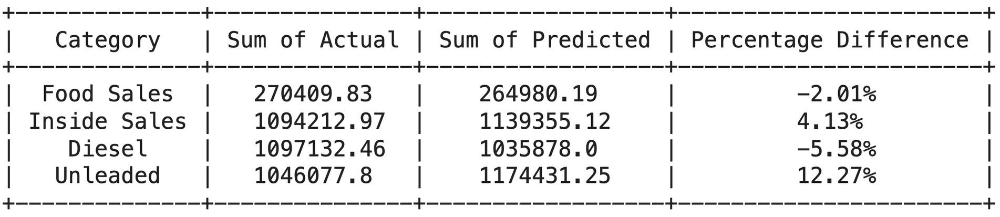 +---------------+----------------+-------------------+-----------------------+
|    Category   | Sum of Actual | Sum of Predicted | Percentage Difference |
+---------------+----------------+-------------------+-----------------------+
|  Food Sales  |   270409.83   |    264980.19     |         -2.01%        |
| Inside Sales |   1094212.97  |    1139355.12    |         4.13%         |
|    Diesel    |   1097132.46  |    1035878.0     |         -5.58%        |
|   Unleaded   |   1046077.8   |    1174431.25    |         12.27%        |
+---------------+----------------+-------------------+-----------------------+